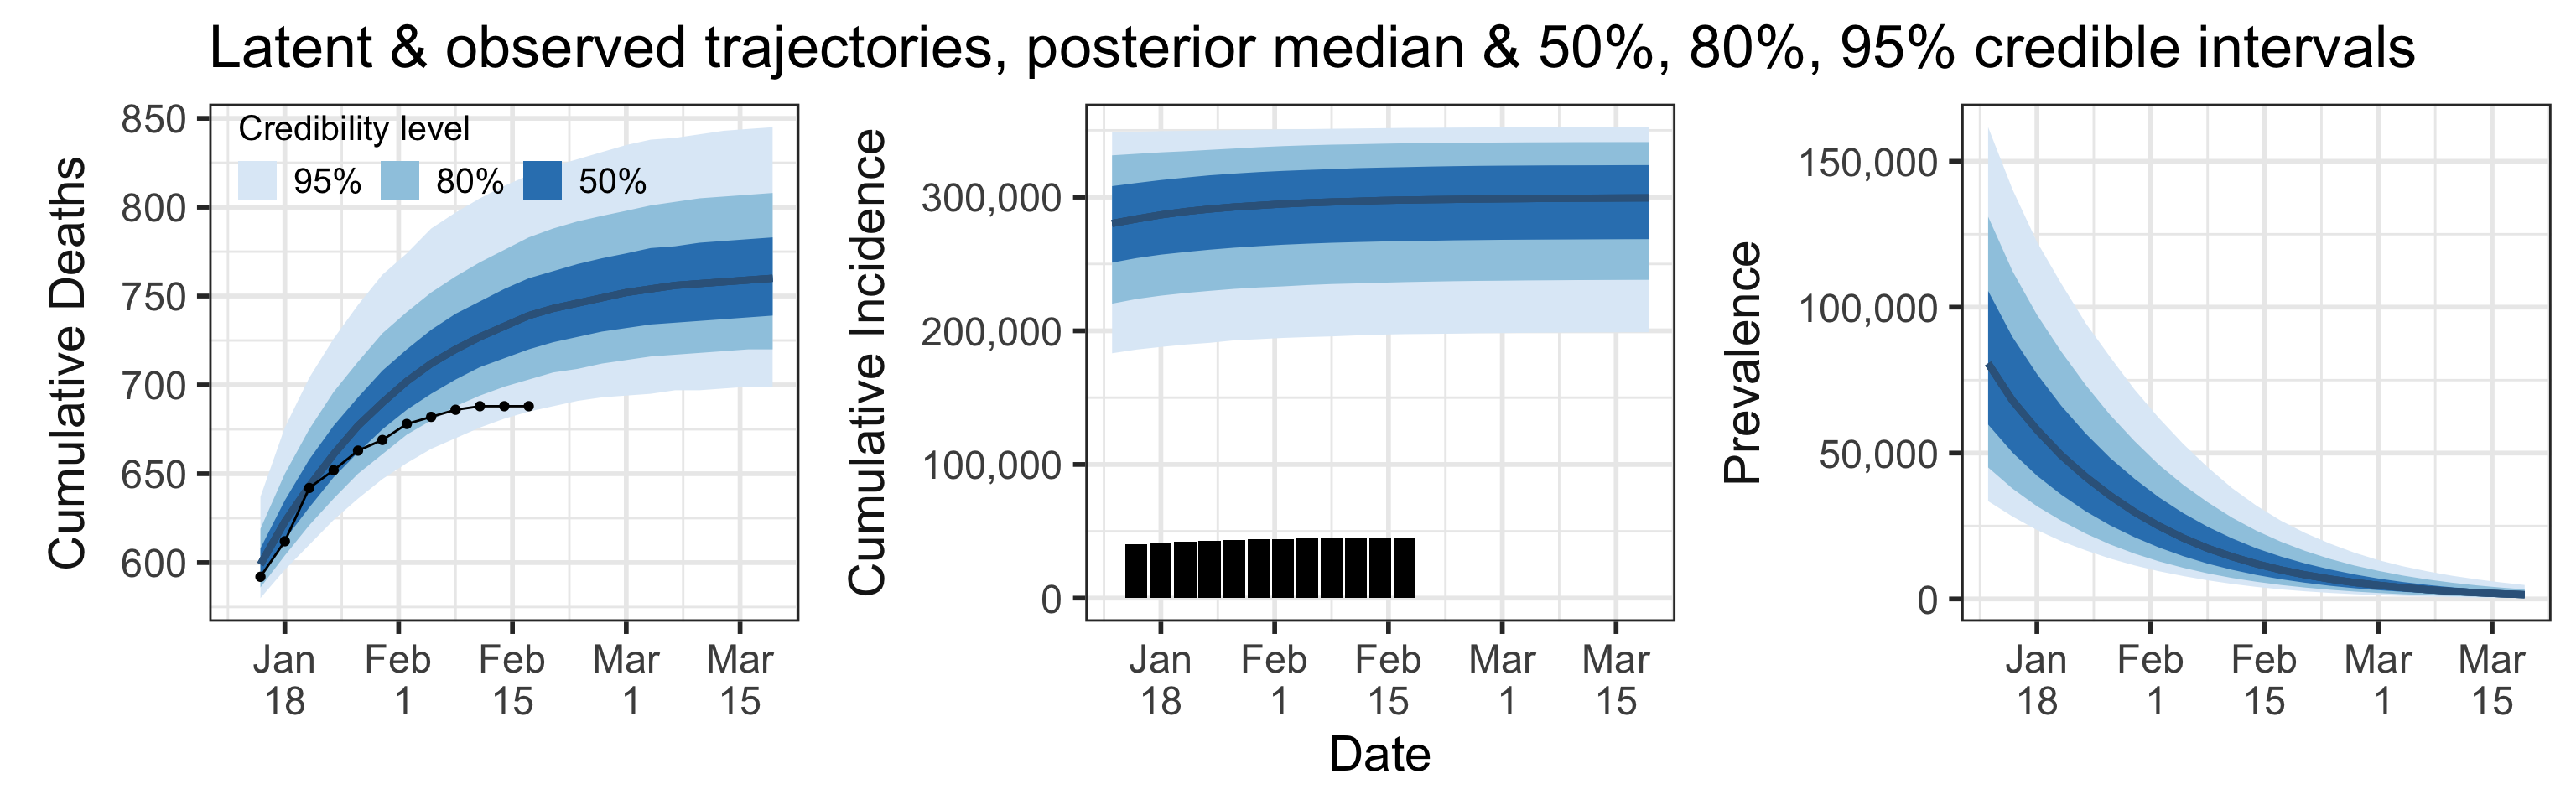 Latent & observed trajectories, posterior median & 50%, 80%, 95% credible intervals
Cumulative Deaths
850
800
750
700
650
600
Credibility level
95% 80% 50%
Jan 18
Feb 1
Feb 15
Mar 1
Mar 15
Cumulative Incidence
300,000
200,000
100,000
0
Jan 18
Feb 1
Feb 15
Mar 1
Mar 15
Prevalence
150,000
100,000
50,000
0
Jan 18
Feb 1
Feb 15
Mar 1
Mar 15
Date